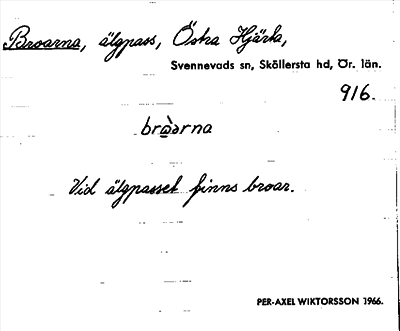 Broarna, älgpass, Östra Hjärta,
Svennevads sn, Sköllersta hd, Ör. län.
916.
bròarna
Vid älgpasset finns broar.
PER-AXEL WIKTORSSON 1966.